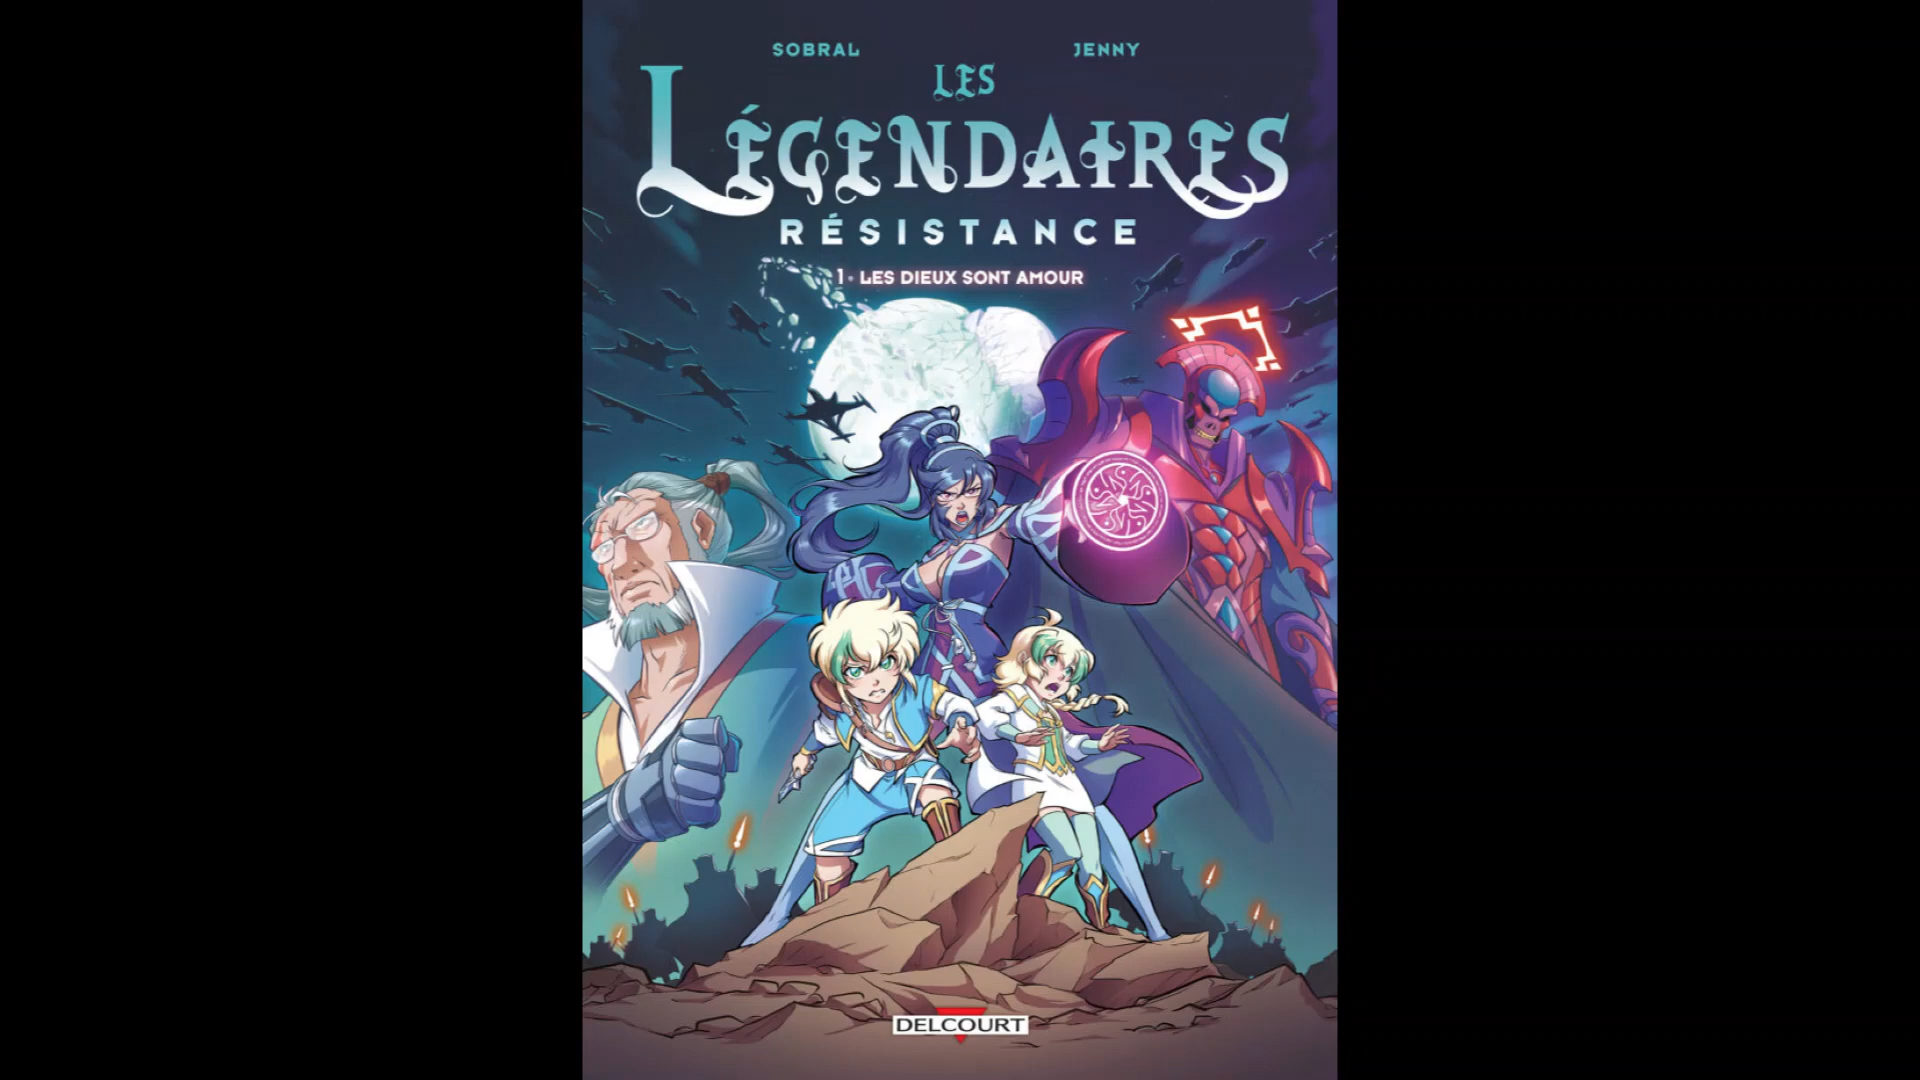 SOBRAL
JENNY
LES
LÉGENDAIRES
RÉSISTANCE
1 • LES DIEUX SONT AMOUR
DELCOURT